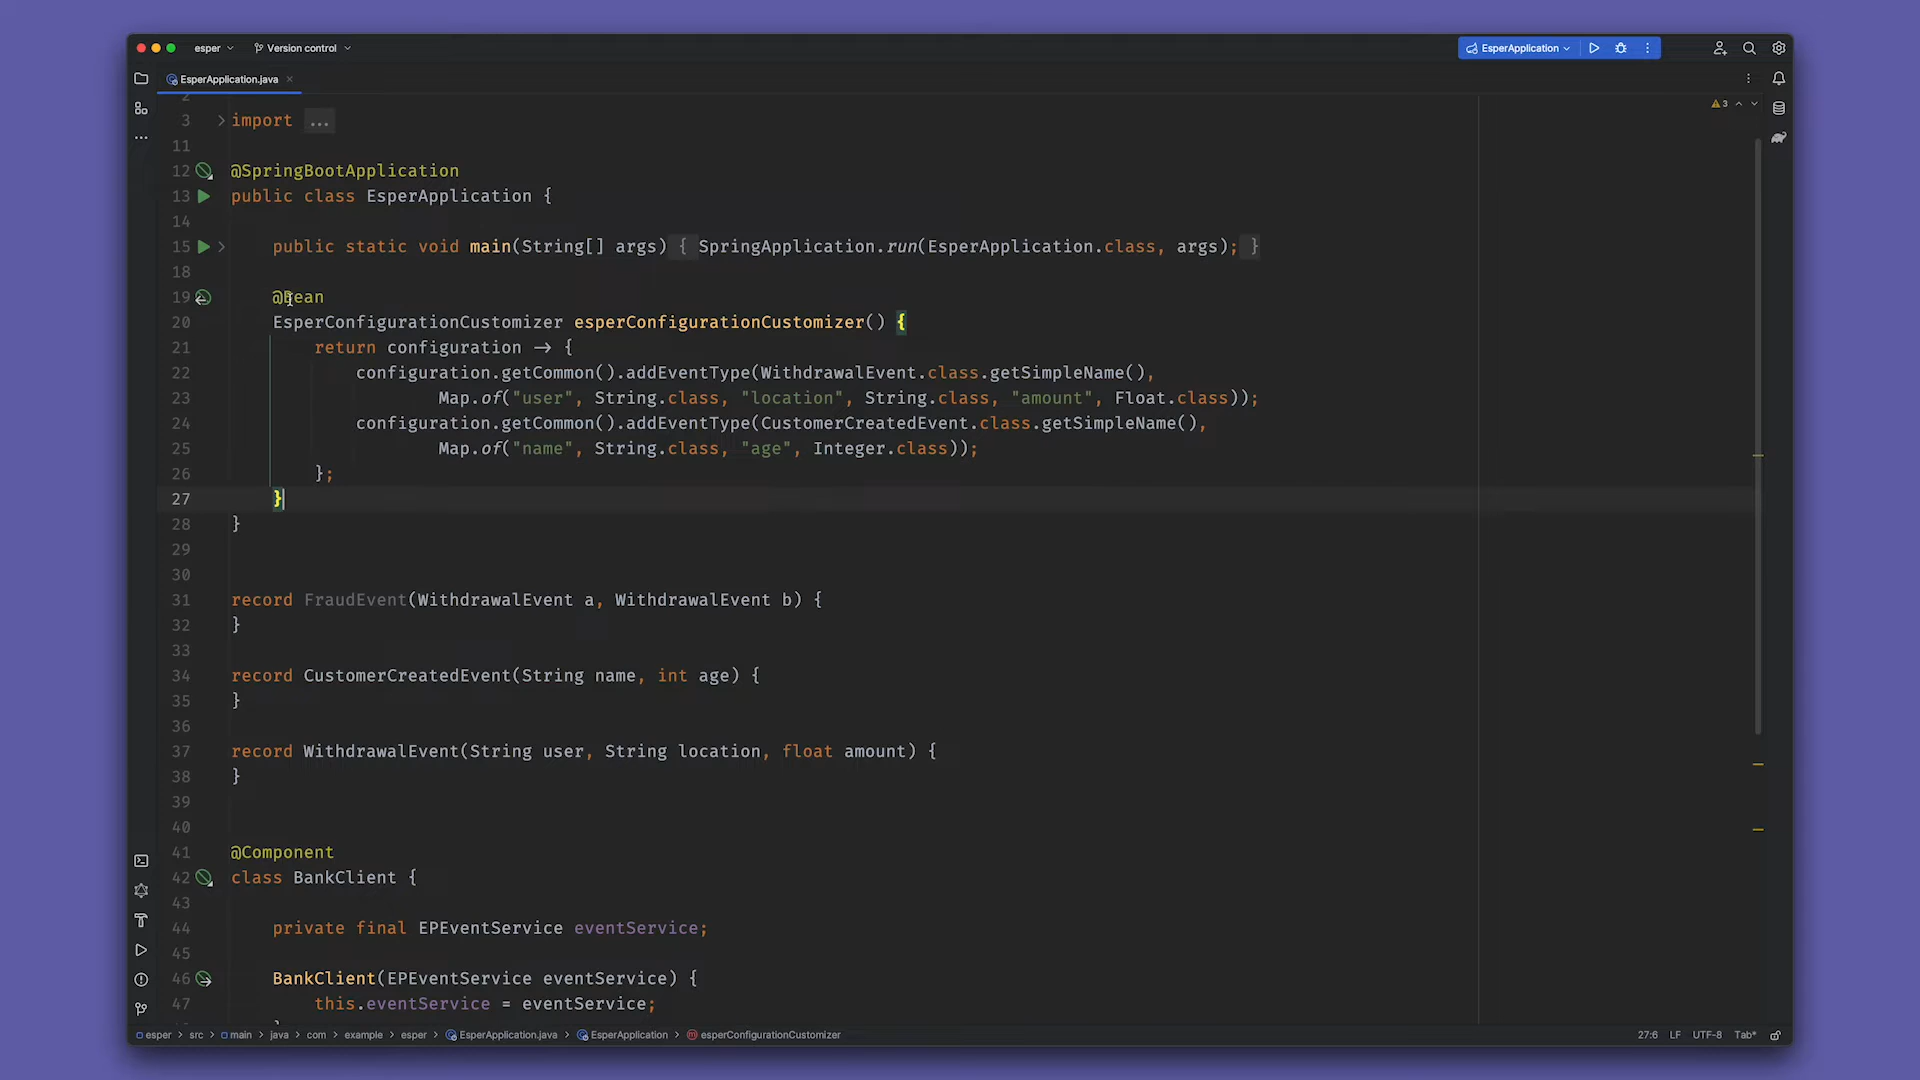 esper
Version control
EsperApplication
EsperApplication.java
3
2
3 import ...
11
12 @SpringBootApplication
13 public class EsperApplication {
14
15 public static void main(String[] args) { SpringApplication.run(EsperApplication.class, args); }
18
19 @Bean
20 EsperConfigurationCustomizer esperConfigurationCustomizer() {
21 return configuration → {
22 configuration.getCommon().addEventType(WithdrawalEvent.class.getSimpleName(),
23 Map.of("user", String.class, "location", String.class, "amount", Float.class));
24 configuration.getCommon().addEventType(CustomerCreatedEvent.class.getSimpleName(),
25 Map.of("name", String.class, "age", Integer.class));
26 };
27 }
28 }
29
30
31 record FraudEvent(WithdrawalEvent a, WithdrawalEvent b) {
32 }
33
34 record CustomerCreatedEvent(String name, int age) {
35 }
36
37 record WithdrawalEvent(String user, String location, float amount) {
38 }
39
40
41 @Component
42 class BankClient {
43
44 private final EPEventService eventService;
45
46 BankClient(EPEventService eventService) {
47 this.eventService = eventService;
esper > src > main > java > com > example > esper > EsperApplication.java > EsperApplication > esperConfigurationCustomizer
27:6 LF UTF-8 Tab*